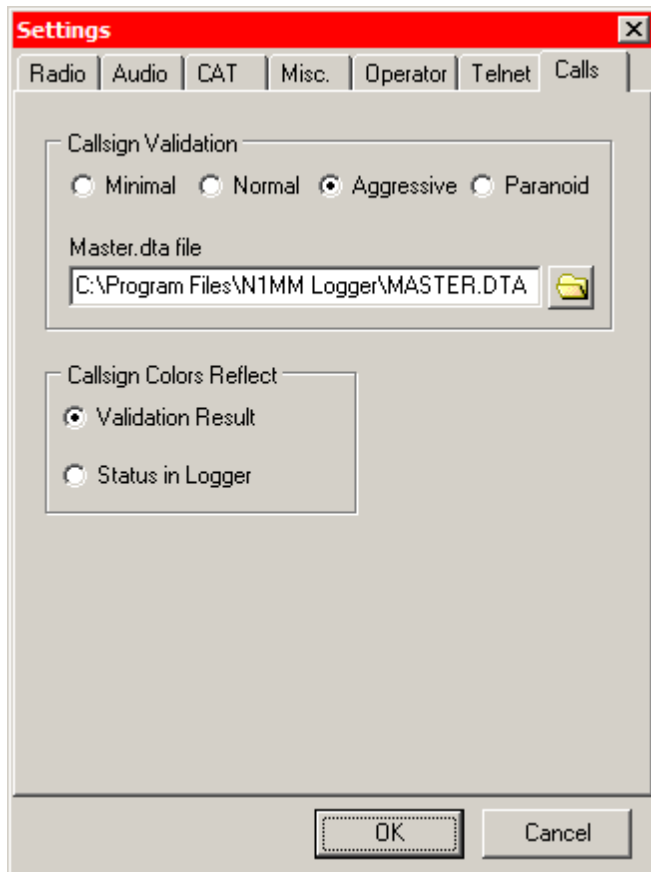 Settings
Radio Audio CAT Misc. Operator Telnet Calls
Callsign Validation
Minimal Normal Aggressive Paranoid
Master.dta file
C:\Program Files\N1MM Logger\MASTER.DTA
Callsign Colors Reflect
Validation Result
Status in Logger
OK Cancel